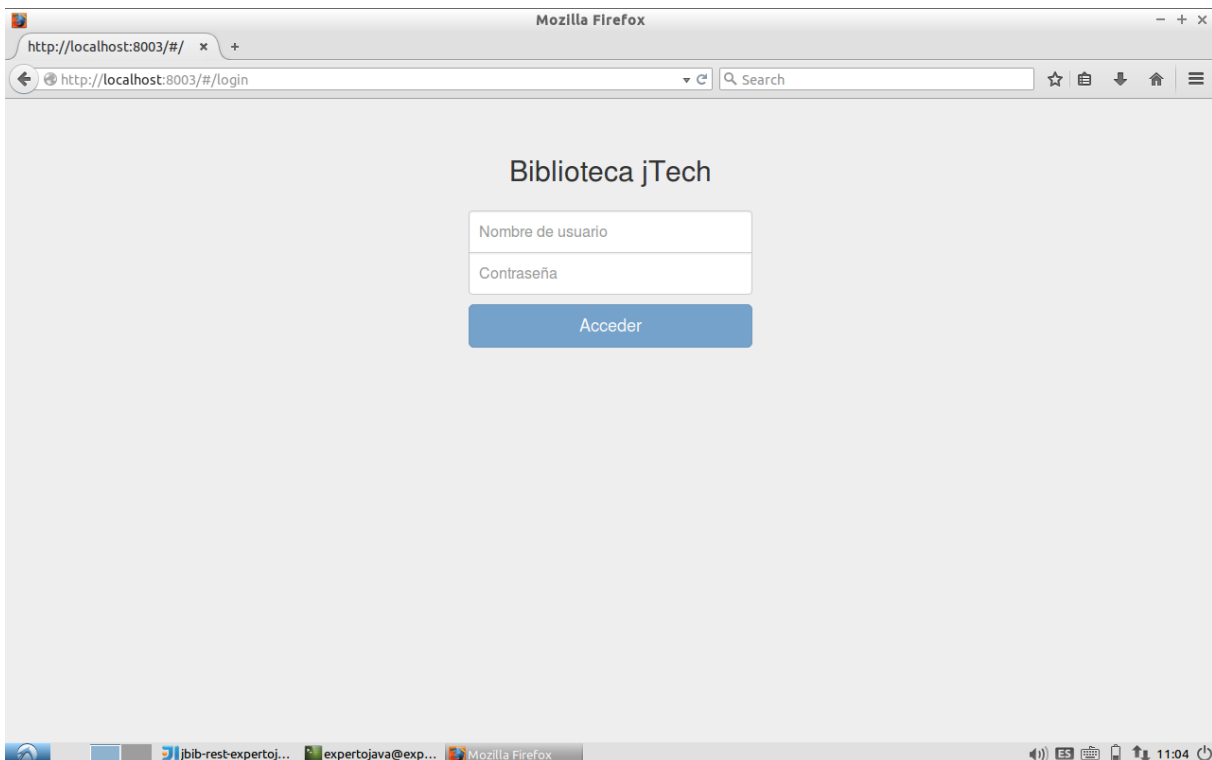 Mozilla Firefox
http://localhost:8003/#/
http://localhost:8003/#/login
Search
Biblioteca jTech
Nombre de usuario
Contraseña
Acceder
jbib-rest-expertoj... expertojava@exp... Mozilla Firefox ES 11:04